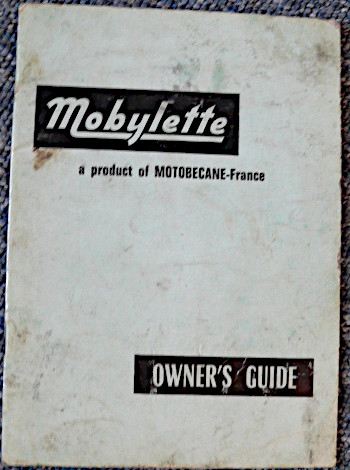 Mobylette
a product of MOTOBECANE-France
OWNER'S GUIDE